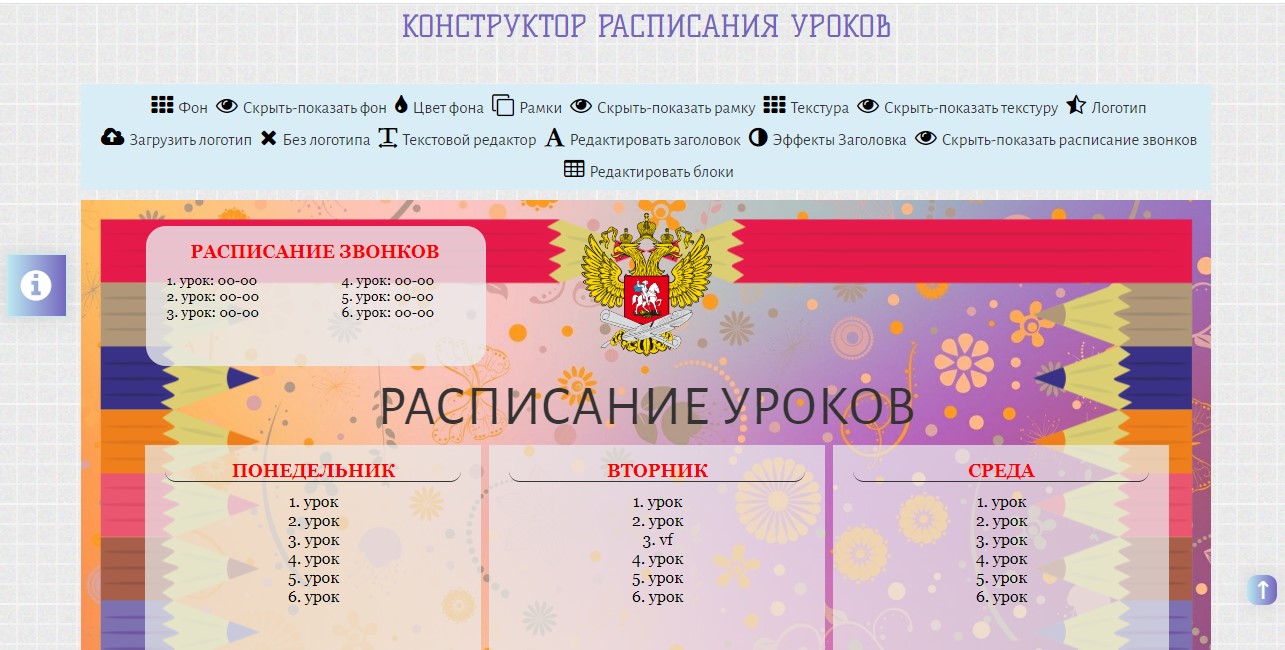 КОНСТРУКТОР РАСПИСАНИЯ УРОКОВ
Фон Скрыть-показать фон Цвет фона Рамки Скрыть-показать рамку Текстура Скрыть-показать текстуру Логотип
Загрузить логотип Без логотипа Текстовой редактор Редактировать заголовок Эффекты Заголовка Скрыть-показать расписание звонков
Редактировать блоки
РАСПИСАНИЕ ЗВОНКОВ
1. урок: 00-00 4. урок: 00-00
2. урок: 00-00 5. урок: 00-00
3. урок: 00-00 6. урок: 00-00
РАСПИСАНИЕ УРОКОВ
ПОНЕДЕЛЬНИК
1. урок
2. урок
3. урок
4. урок
5. урок
6. урок
ВТОРНИК
1. урок
2. урок
3. vf
4. урок
5. урок
6. урок
СРЕДА
1. урок
2. урок
3. урок
4. урок
5. урок
6. урок